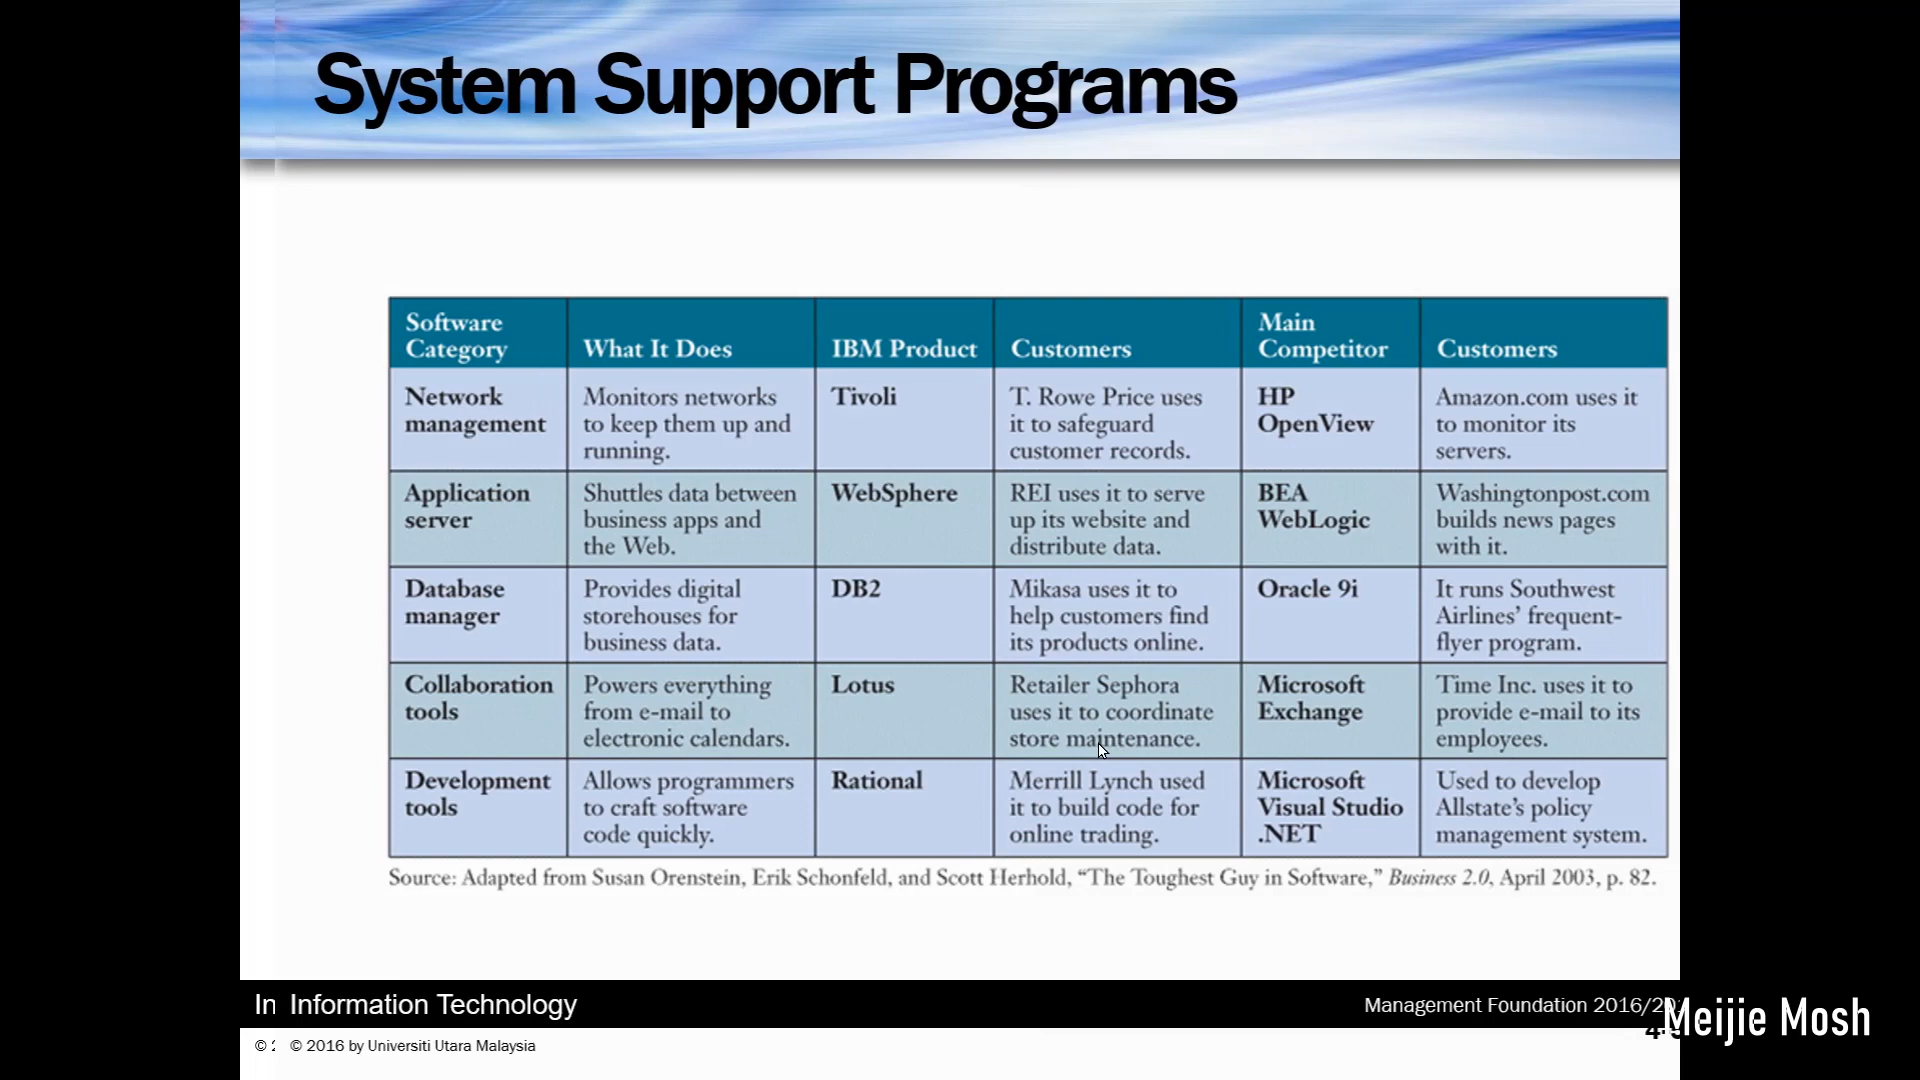 System Support Programs
Software Category
What It Does
IBM Product
Customers
Main Competitor
Customers
Network management
Monitors networks to keep them up and running.
Tivoli
T. Rowe Price uses it to safeguard customer records.
HP OpenView
Amazon.com uses it to monitor its servers.
Application server
Shuttles data between business apps and the Web.
WebSphere
REI uses it to serve up its website and distribute data.
BEA WebLogic
Washingtonpost.com builds news pages with it.
Database manager
Provides digital storehouses for business data.
DB2
Mikasa uses it to help customers find its products online.
Oracle 9i
It runs Southwest Airlines’ frequent-flyer program.
Collaboration tools
Powers everything from e-mail to electronic calendars.
Lotus
Retailer Sephora uses it to coordinate store maintenance.
Microsoft Exchange
Time Inc. uses it to provide e-mail to its employees.
Development tools
Allows programmers to craft software code quickly.
Rational
Merrill Lynch used it to build code for online trading.
Microsoft Visual Studio .NET
Used to develop Allstate’s policy management system.
Source: Adapted from Susan Orenstein, Erik Schonfeld, and Scott Herhold, “The Toughest Guy in Software,” Business 2.0, April 2003, p. 82.
In Information Technology
Management Foundation
Meijie Mosh
© 2016 by Universiti Utara Malaysia